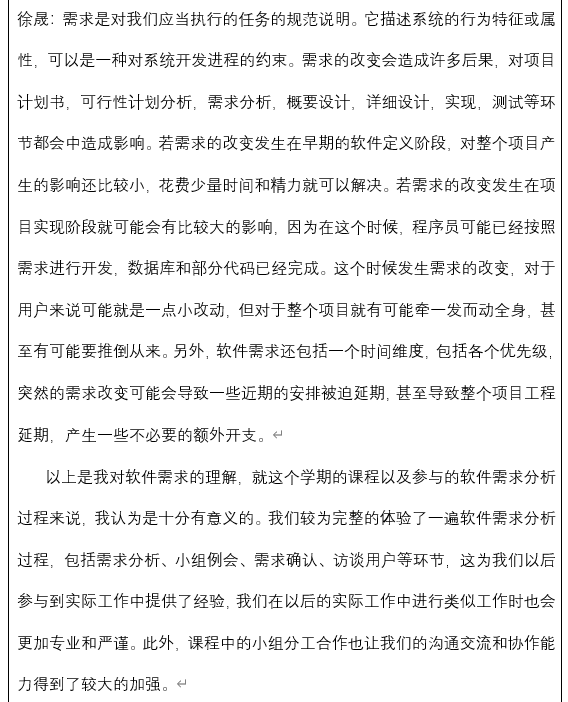 徐晟：需求是对我们应当执行的任务的规范说明。它描述系统的行为特征或属
性，可以是一种对系统开发进程的约束。需求的改变会造成许多后果，对项目
计划书，可行性计划分析，需求分析，概要设计，详细设计，实现，测试等环
节都会中造成影响。若需求的改变发生在早期的软件定义阶段，对整个项目产
生的影响还比较小，花费少量时间和精力就可以解决。若需求的改变发生在项
目实现阶段就可能会有比较大的影响，因为在这个时候，程序员可能已经按照
需求进行开发，数据库和部分代码已经完成。这个时候发生需求的改变，对于
用户来说可能就是一点小改动，但对于整个项目就有可能牵一发而动全身，甚
至有可能要推倒从来。另外，软件需求还包括一个时间维度，包括各个优先级，
突然的需求改变可能会导致一些近期的安排被迫延期，甚至导致整个项目工程
延期，产生一些不必要的额外开支。↵
以上是我对软件需求的理解，就这个学期的课程以及参与的软件需求分析
过程来说，我认为是十分有意义的。我们较为完整的体验了一遍软件需求分析
过程，包括需求分析、小组例会、需求确认、访谈用户等环节，这为我们以后
参与到实际工作中提供了经验，我们在以后的实际工作中进行类似工作时也会
更加专业和严谨。此外，课程中的小组分工合作也让我们的沟通交流和协作能
力得到了较大的加强。↵